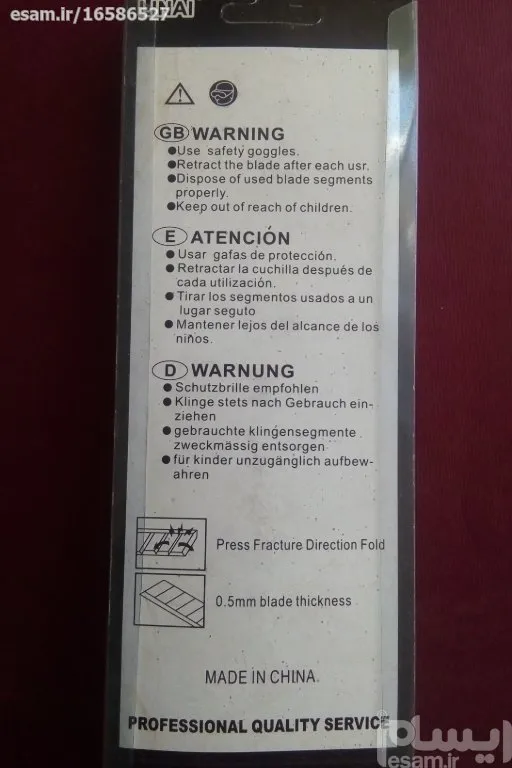 esam.ir/16586527
GB WARNING
●Use safety goggles.
●Retract the blade after each usr.
●Dispose of used blade segments
properly.
●Keep out of reach of children.
E ATENCIÓN
● Usar gafas de protección.
● Retractar la cuchilla después de
cada utilización.
● Tirar los segmentos usados a un
lugar seguto
● Mantener lejos del alcance de los
niños.
D WARNUNG
● Schutzbrille empfohlen
● Klinge stets nach Gebrauch ein-
ziehen
● gebrauchte klingensegmente
zweckmässig entsorgen
● für kinder unzugänglich aufbew-
ahren
Press Fracture Direction Fold
0.5mm blade thickness
MADE IN CHINA.
PROFESSIONAL QUALITY SERVICE
ایسام
esam.ir